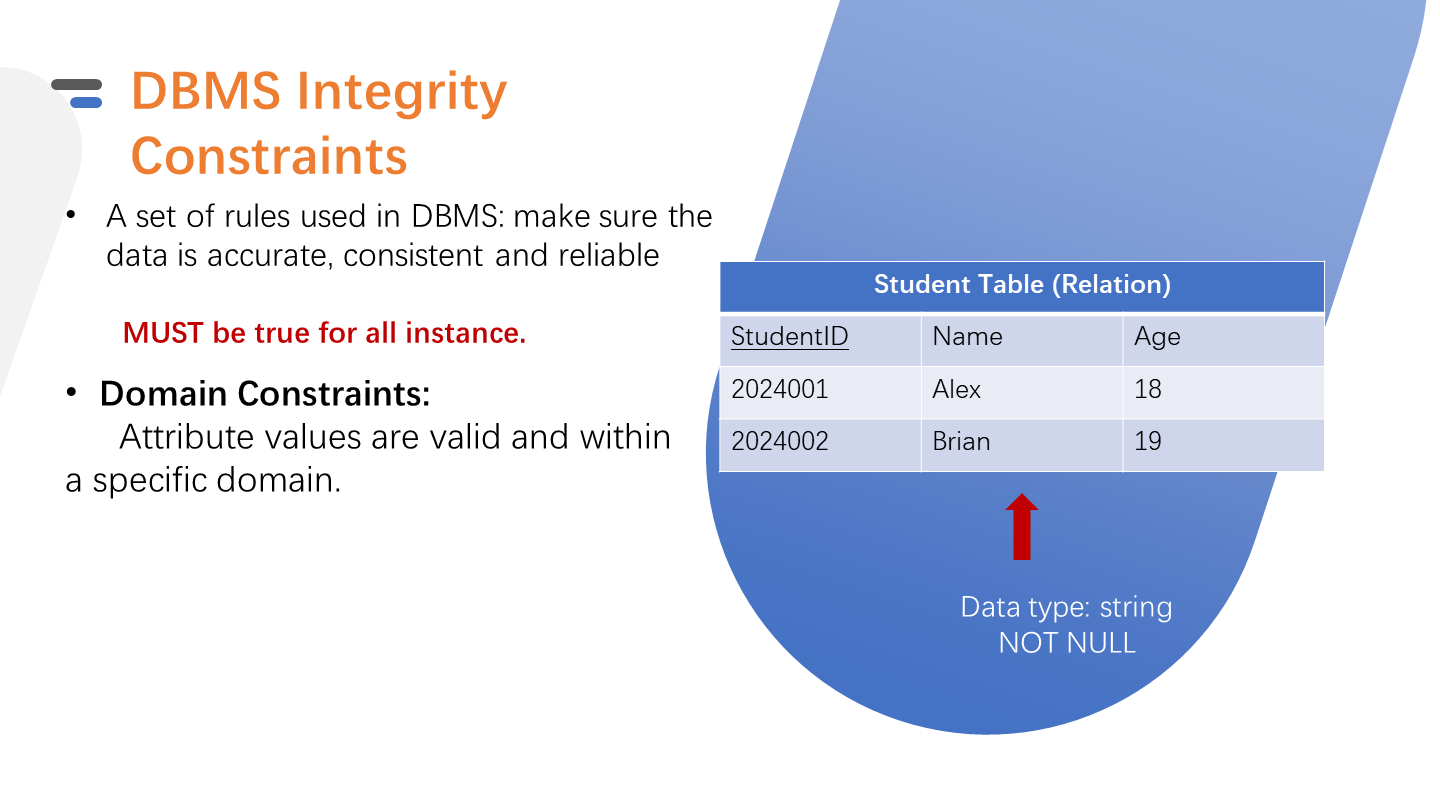 DBMS Integrity
Constraints
• A set of rules used in DBMS: make sure the
data is accurate, consistent and reliable
MUST be true for all instance.
• Domain Constraints:
Attribute values are valid and within
a specific domain.
Student Table (Relation)
StudentID Name Age
2024001 Alex 18
2024002 Brian 19
Data type: string
NOT NULL